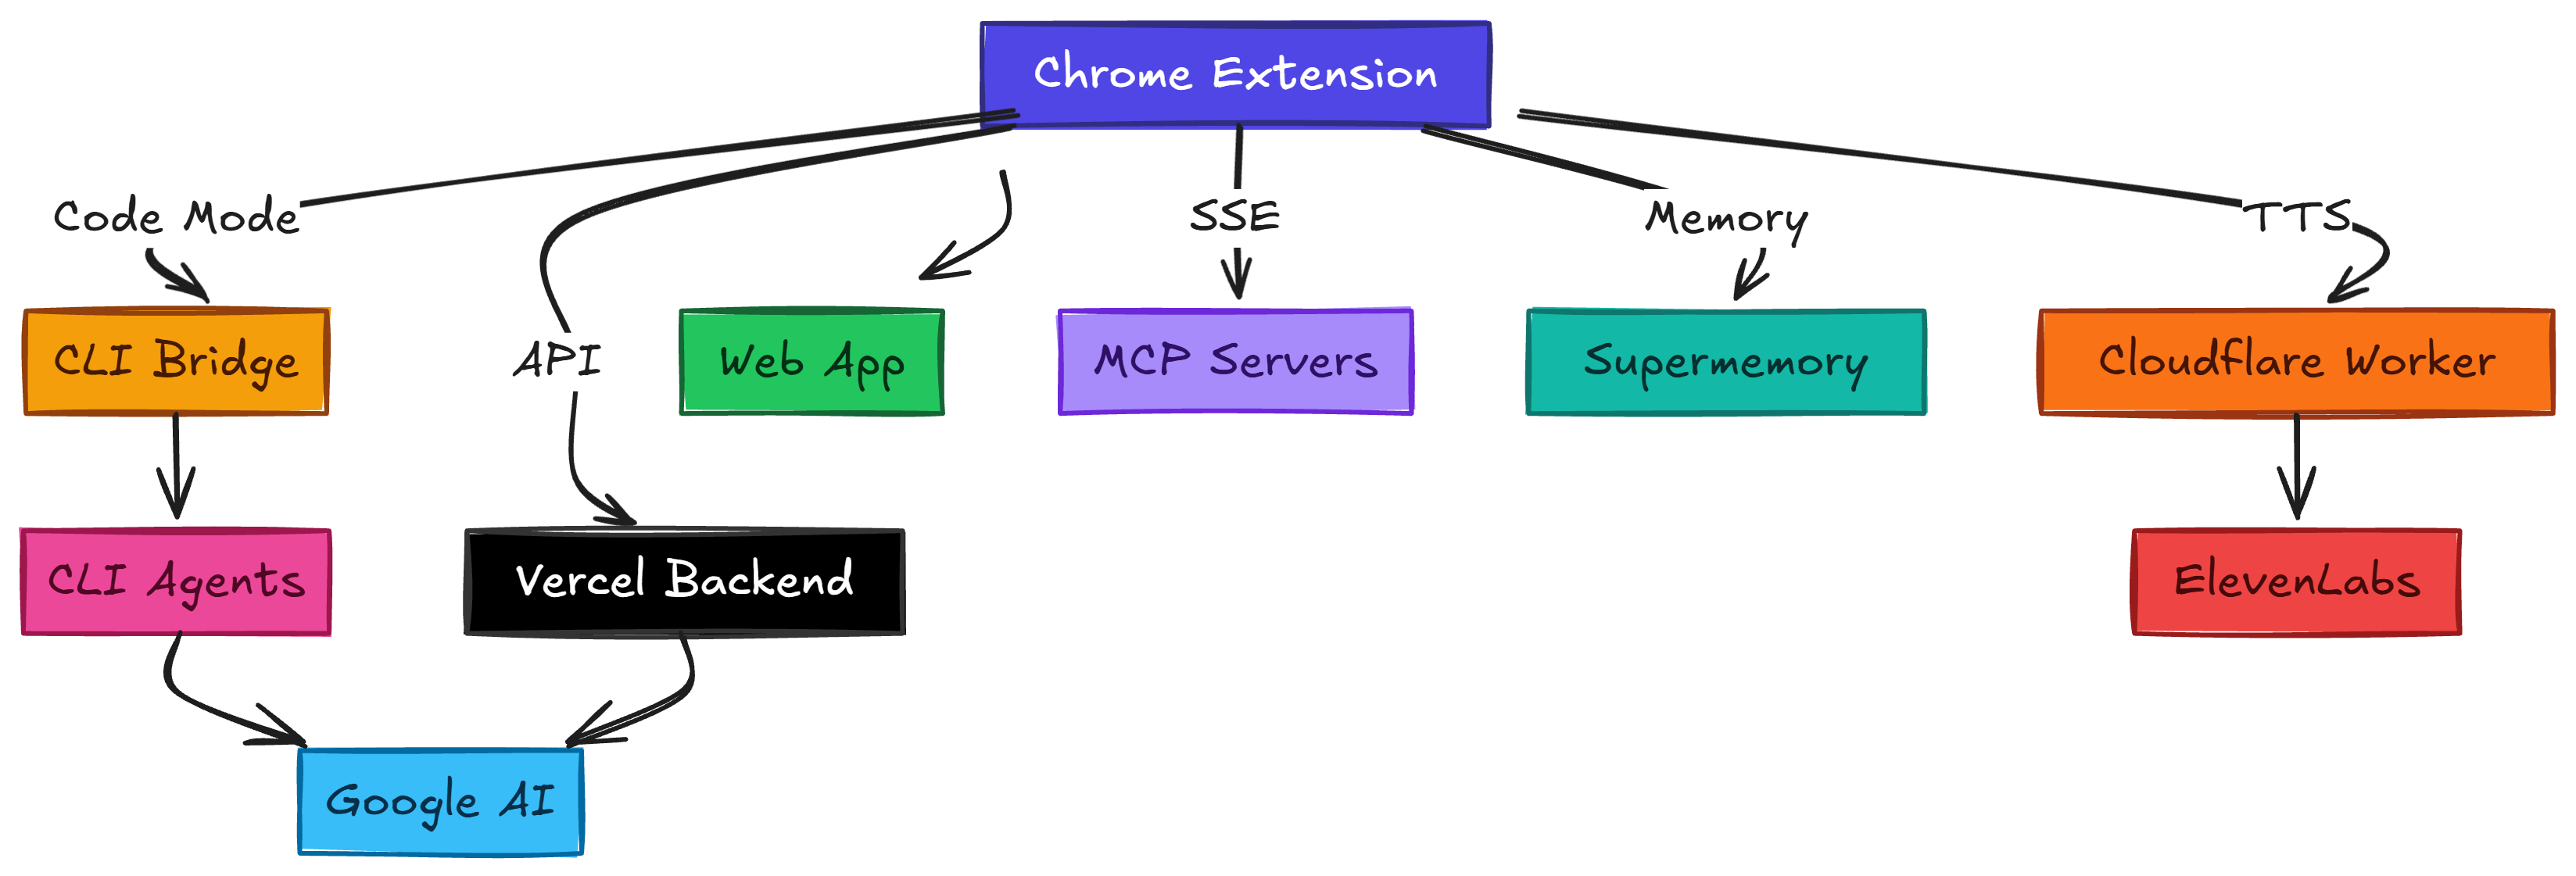 Chrome Extension
Code Mode
SSE
Memory
TTS
CLI Bridge
API
Web App
MCP Servers
Supermemory
Cloudflare Worker
CLI Agents
Vercel Backend
ElevenLabs
Google AI